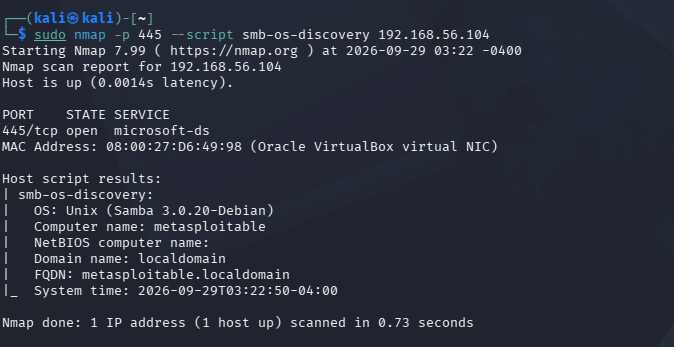 ┌──(kali㉿kali)-[~]
└─$ sudo nmap -p 445 --script smb-os-discovery 192.168.56.104
Starting Nmap 7.99 ( https://nmap.org ) at 2026-09-29 03:22 -0400
Nmap scan report for 192.168.56.104
Host is up (0.0014s latency).

PORT    STATE SERVICE
445/tcp open  microsoft-ds
MAC Address: 08:00:27:D6:49:98 (Oracle VirtualBox virtual NIC)

Host script results:
| smb-os-discovery:
|   OS: Unix (Samba 3.0.20-Debian)
|   Computer name: metasploitable
|   NetBIOS computer name:
|   Domain name: localdomain
|   FQDN: metasploitable.localdomain
|_  System time: 2026-09-29T03:22:50-04:00

Nmap done: 1 IP address (1 host up) scanned in 0.73 seconds